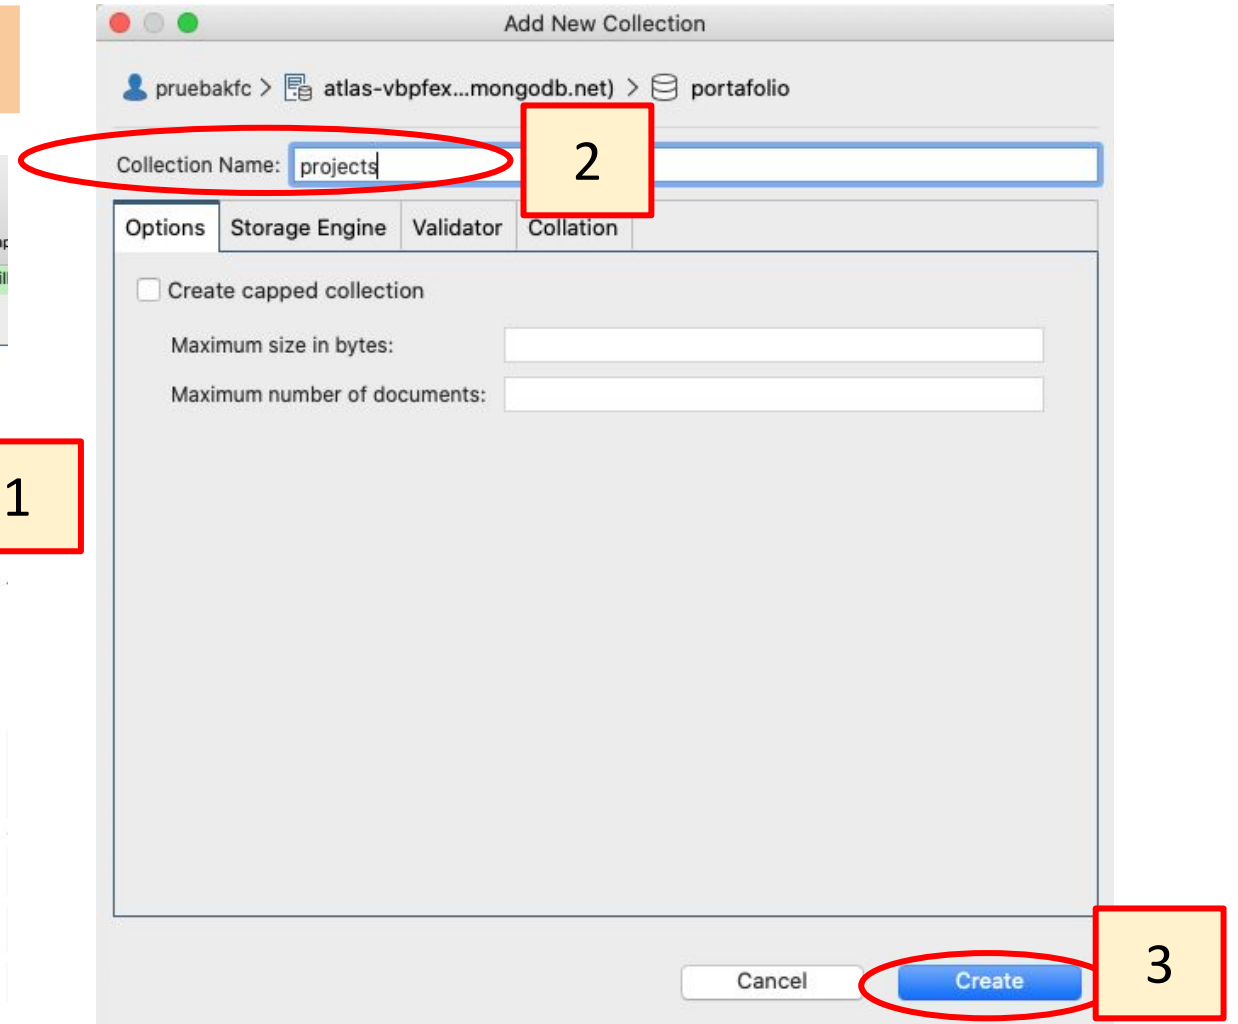 Add New Collection
pruebakfc > atlas-vbpfex...mongodb.net) > portafolio
2
Collection Name: projects
Options Storage Engine Validator Collation
Create capped collection
Maximum size in bytes:
Maximum number of documents:
1
3
Cancel Create